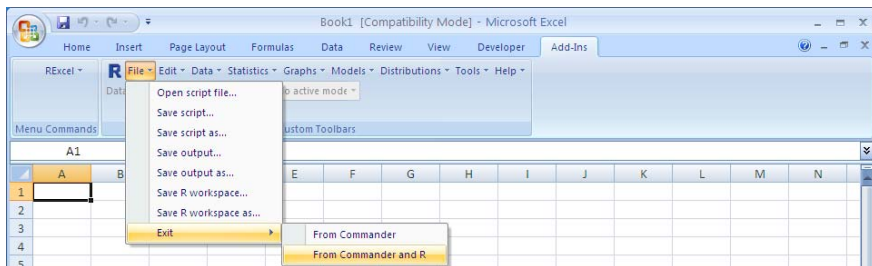 Book1 [Compatibility Mode] - Microsoft Excel
Home Insert Page Layout Formulas Data Review View Developer Add-Ins
RExcel R File Edit Data Statistics Graphs Models Distributions Tools Help
Data
Open script file...
o active mode
Save script...
Menu Commands
Save script as...
ustom Toolbars
A1
Save output...
A B
Save output as...
E F G H I J K L M N
1
Save R workspace...
2
Save R workspace as...
3
Exit
From Commander
4
From Commander and R
5